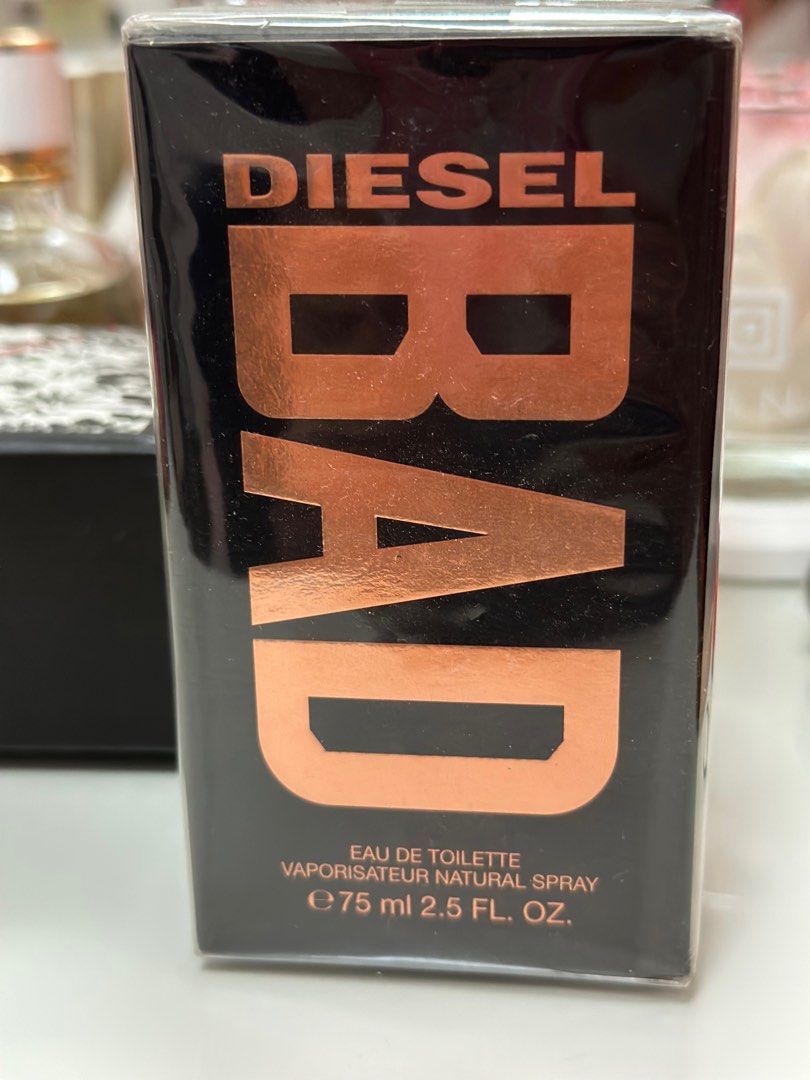 DIESEL
BAD
EAU DE TOILETTE
VAPORISATEUR NATURAL SPRAY
℮75 ml 2.5 FL. OZ.